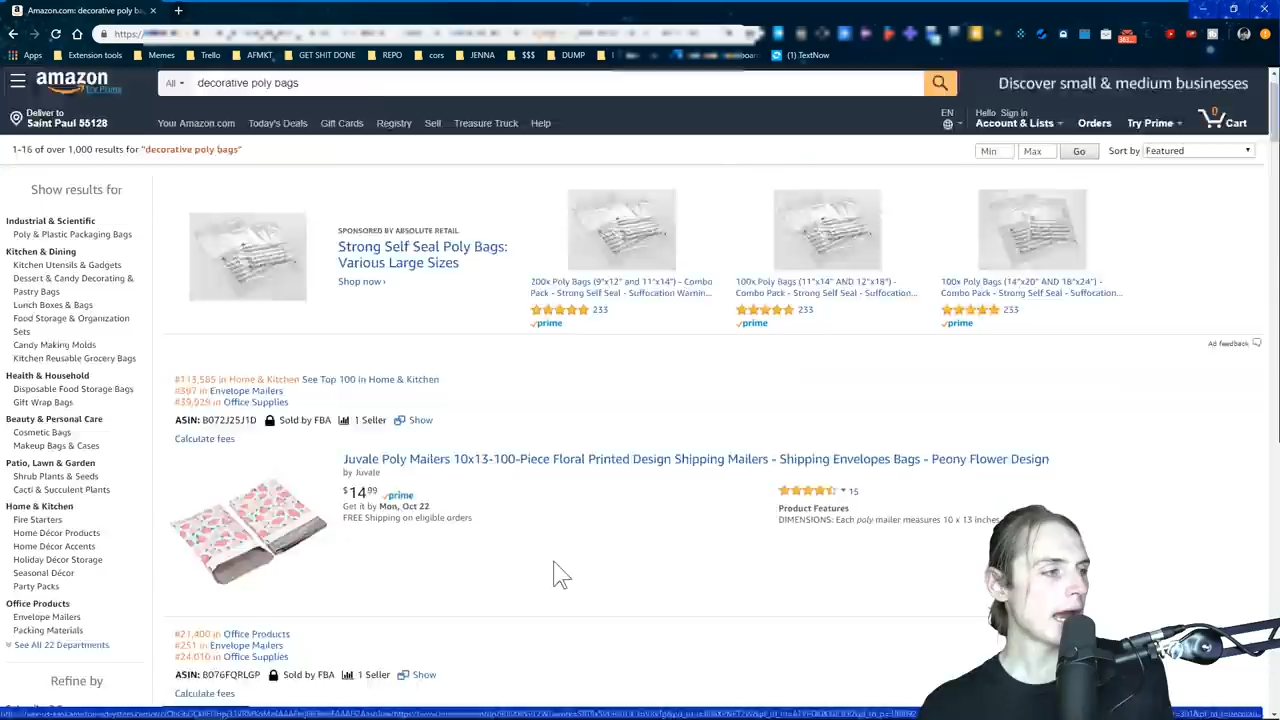 Amazon.com: decorative poly b
https://
Apps Extension tools Memes Trello AFMKT GET SHIT DONE REPO cors JENNA $$$ DUMP (1) TextNow
amazon
Try Prime
All
decorative poly bags
Discover small & medium businesses
Deliver to
Saint Paul 55128
Your Amazon.com Today's Deals Gift Cards Registry Sell Treasure Truck Help
EN
Hello, Sign in
Account & Lists
Orders
Try Prime
0
Cart
1-16 of over 1,000 results for "decorative poly bags"
Min Max Go Sort by Featured
Show results for
Industrial & Scientific
Poly & Plastic Packaging Bags
Kitchen & Dining
Kitchen Utensils & Gadgets
Dessert & Candy Decorating &
Pastry Bags
Lunch Boxes & Bags
Food Storage & Organization
Sets
Candy Making Molds
Kitchen Reusable Grocery Bags
Health & Household
Disposable Food Storage Bags
Gift Wrap Bags
Beauty & Personal Care
Cosmetic Bags
Makeup Bags & Cases
Patio, Lawn & Garden
Shrub Plants & Seeds
Cacti & Succulent Plants
Home & Kitchen
Fire Starters
Home Décor Products
Home Décor Accents
Holiday Décor Storage
Seasonal Décor
Party Packs
Office Products
Envelope Mailers
Packing Materials
See All 22 Departments
Refine by
SPONSORED BY ABSOLUTE RETAIL
Strong Self Seal Poly Bags:
Various Large Sizes
Shop now ›
200x Poly Bags (9"x12" and 11"x14") - Combo
Pack - Strong Self Seal - Suffocation Warnin...
233
prime
100x Poly Bags (11"x14" AND 12"x18") -
Combo Pack - Strong Self Seal - Suffocation...
233
prime
100x Poly Bags (14"x20" AND 18"x24") -
Combo Pack - Strong Self Seal - Suffocation...
233
prime
Ad feedback
#113,585 in Home & Kitchen See Top 100 in Home & Kitchen
#397 in Envelope Mailers
#39,929 in Office Supplies
ASIN: B072J25J1D Sold by FBA 1 Seller Show
Calculate fees
Juvale Poly Mailers 10x13-100-Piece Floral Printed Design Shipping Mailers - Shipping Envelopes Bags - Peony Flower Design
by Juvale
$14 99 prime
Get it by Mon, Oct 22
FREE Shipping on eligible orders
15
Product Features
DIMENSIONS: Each poly mailer measures 10 x 13 inches
#21,400 in Office Products
#251 in Envelope Mailers
#24,010 in Office Supplies
ASIN: B076FQRLGP Sold by FBA 1 Seller Show
Calculate fees